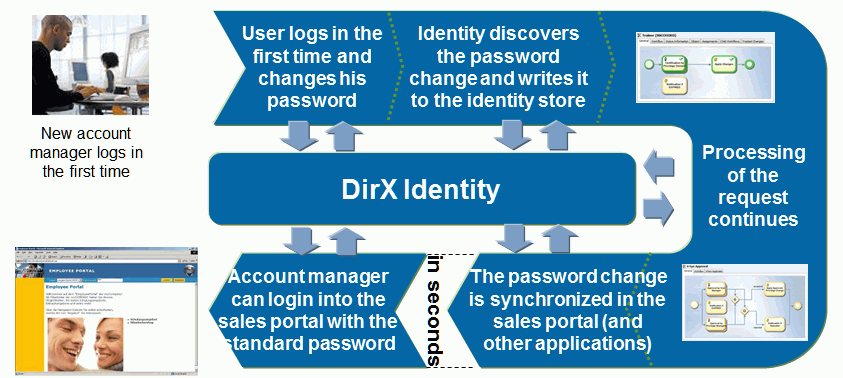 User logs in the
first time and
changes his
password
Identity discovers
the password
change and writes it
to the identity store
New account
manager logs in
the first time
DirX Identity
Processing
of the
request
continues
EMPLOYEE PORTAL
Employee Portal
Account manager
can login into the
sales portal with the
standard password
in seconds
The password change
is synchronized in the
sales portal (and
other applications)